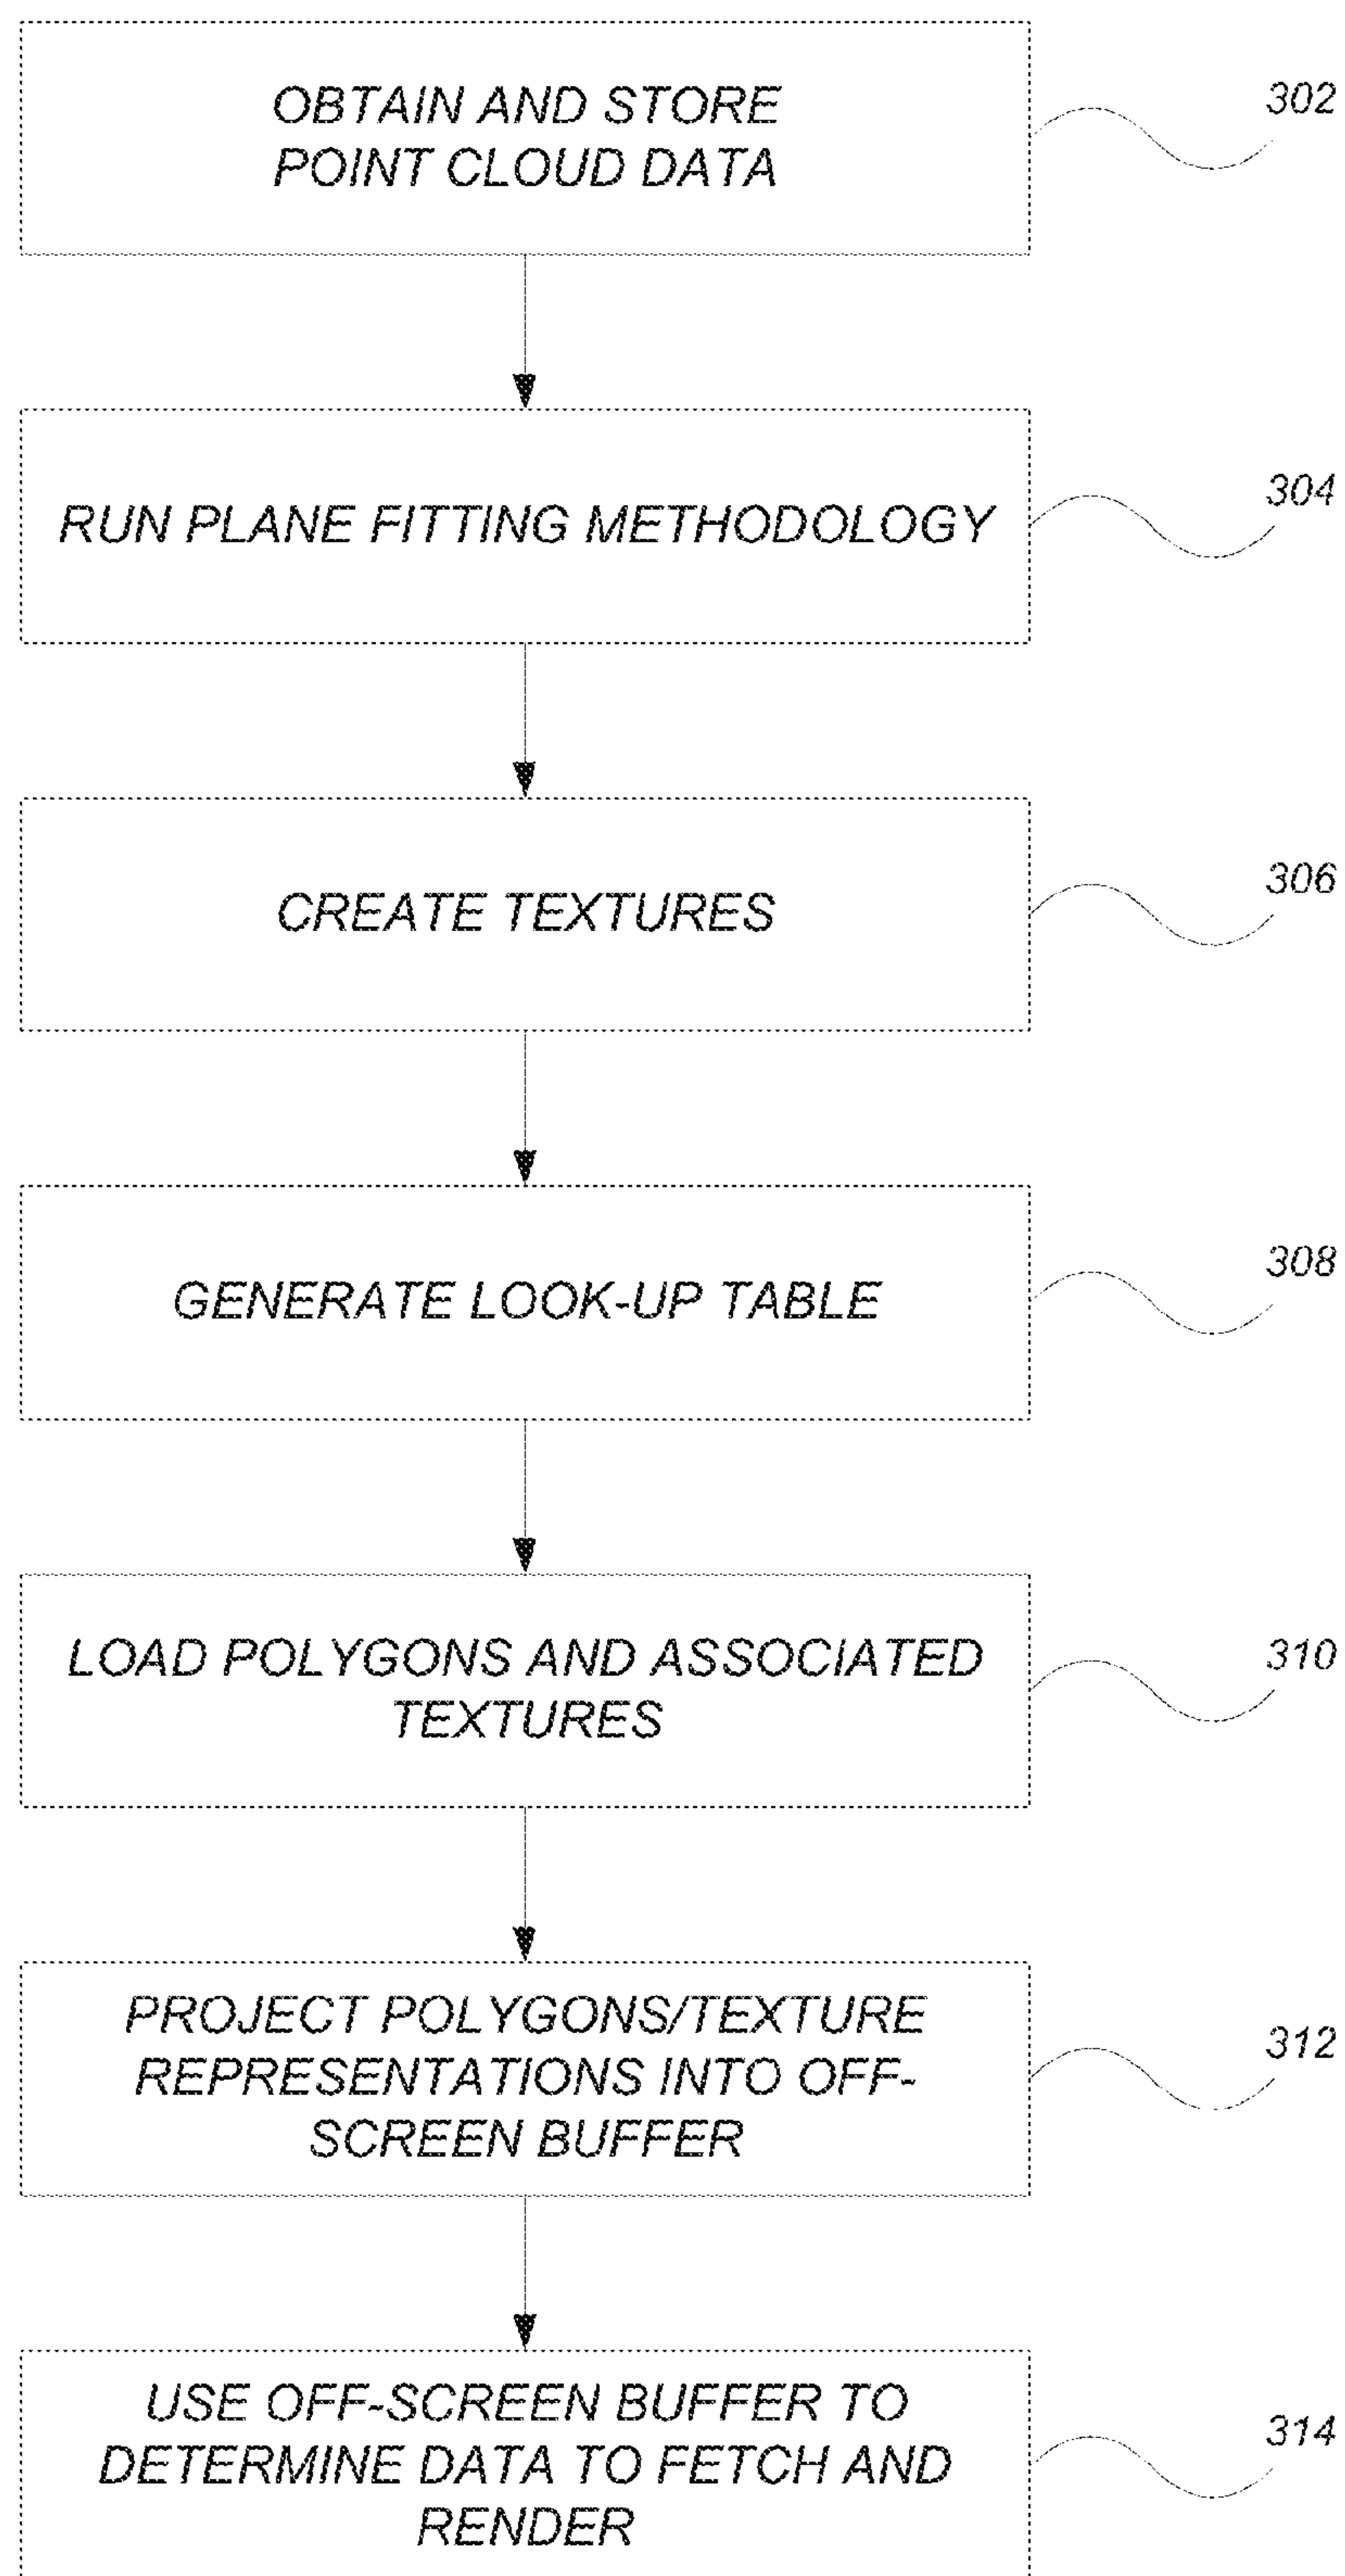 OBTAIN AND STORE
POINT CLOUD DATA
302
RUN PLANE FITTING METHODOLOGY
304
CREATE TEXTURES
306
GENERATE LOOK-UP TABLE
308
LOAD POLYGONS AND ASSOCIATED
TEXTURES
310
PROJECT POLYGONS/TEXTURE
REPRESENTATIONS INTO OFF-
SCREEN BUFFER
312
USE OFF-SCREEN BUFFER TO
DETERMINE DATA TO FETCH AND
RENDER
314